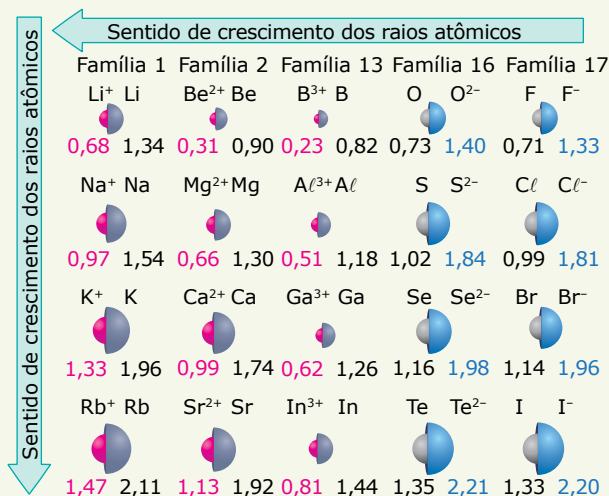 Sentido de crescimento dos raios atômicos
Sentido de crescimento dos raios atômicos
Família 1 Família 2 Família 13 Família 16 Família 17
Li⁺ Li Be²⁺ Be B³⁺ B O O²⁻ F F⁻
0,68 1,34 0,31 0,90 0,23 0,82 0,73 1,40 0,71 1,33
Na⁺ Na Mg²⁺ Mg Aℓ³⁺ Aℓ S S²⁻ Cℓ Cℓ⁻
0,97 1,54 0,66 1,30 0,51 1,18 1,02 1,84 0,99 1,81
K⁺ K Ca²⁺ Ca Ga³⁺ Ga Se Se²⁻ Br Br⁻
1,33 1,96 0,99 1,74 0,62 1,26 1,16 1,98 1,14 1,96
Rb⁺ Rb Sr²⁺ Sr In³⁺ In Te Te²⁻ I I⁻
1,47 2,11 1,13 1,92 0,81 1,44 1,35 2,21 1,33 2,20